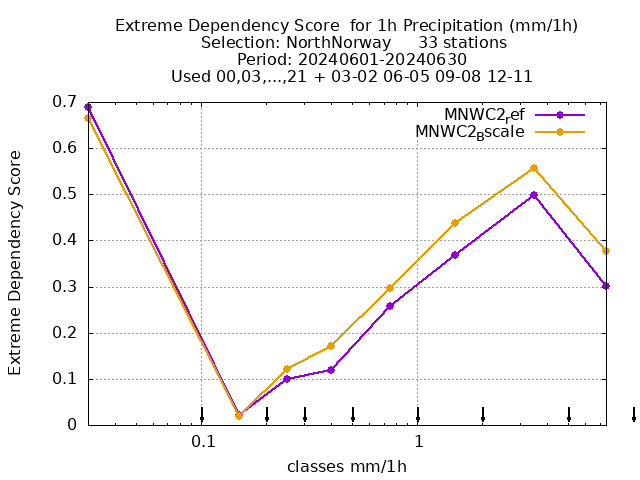 Extreme Dependency Score  for 1h Precipitation (mm/1h)
Selection: NorthNorway     33 stations
Period: 20240601-20240630
Used 00,03,...,21 + 03-02 06-05 09-08 12-11
MNWC2ref
MNWC2Bscale
0.7
0.6
0.5
0.4
0.3
0.2
0.1
0
Extreme Dependency Score
0.1 1
classes mm/1h